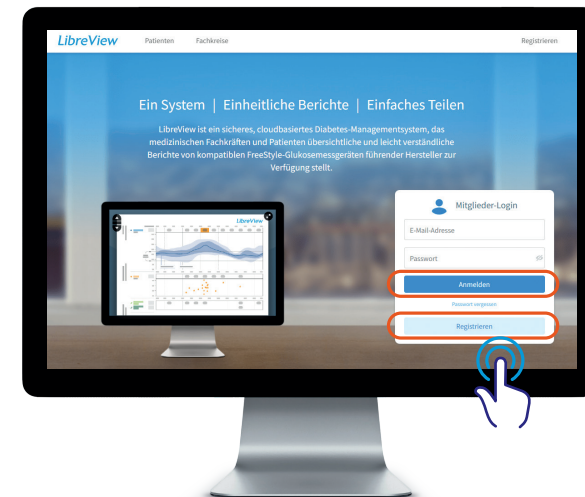 LibreView Patienten Fachkreise Registrieren
Ein System | Einheitliche Berichte | Einfaches Teilen
LibreView ist ein sicheres, cloudbasiertes Diabetes-Managementsystem, das
medizinischen Fachkräften und Patienten übersichtliche und leicht verständliche
Berichte von kompatiblen FreeStyle-Glukosemessgeräten führender Hersteller zur
Verfügung stellt.
LibreView
Mitglieder-Login
E-Mail-Adresse
Passwort
Anmelden
Passwort vergessen
Registrieren